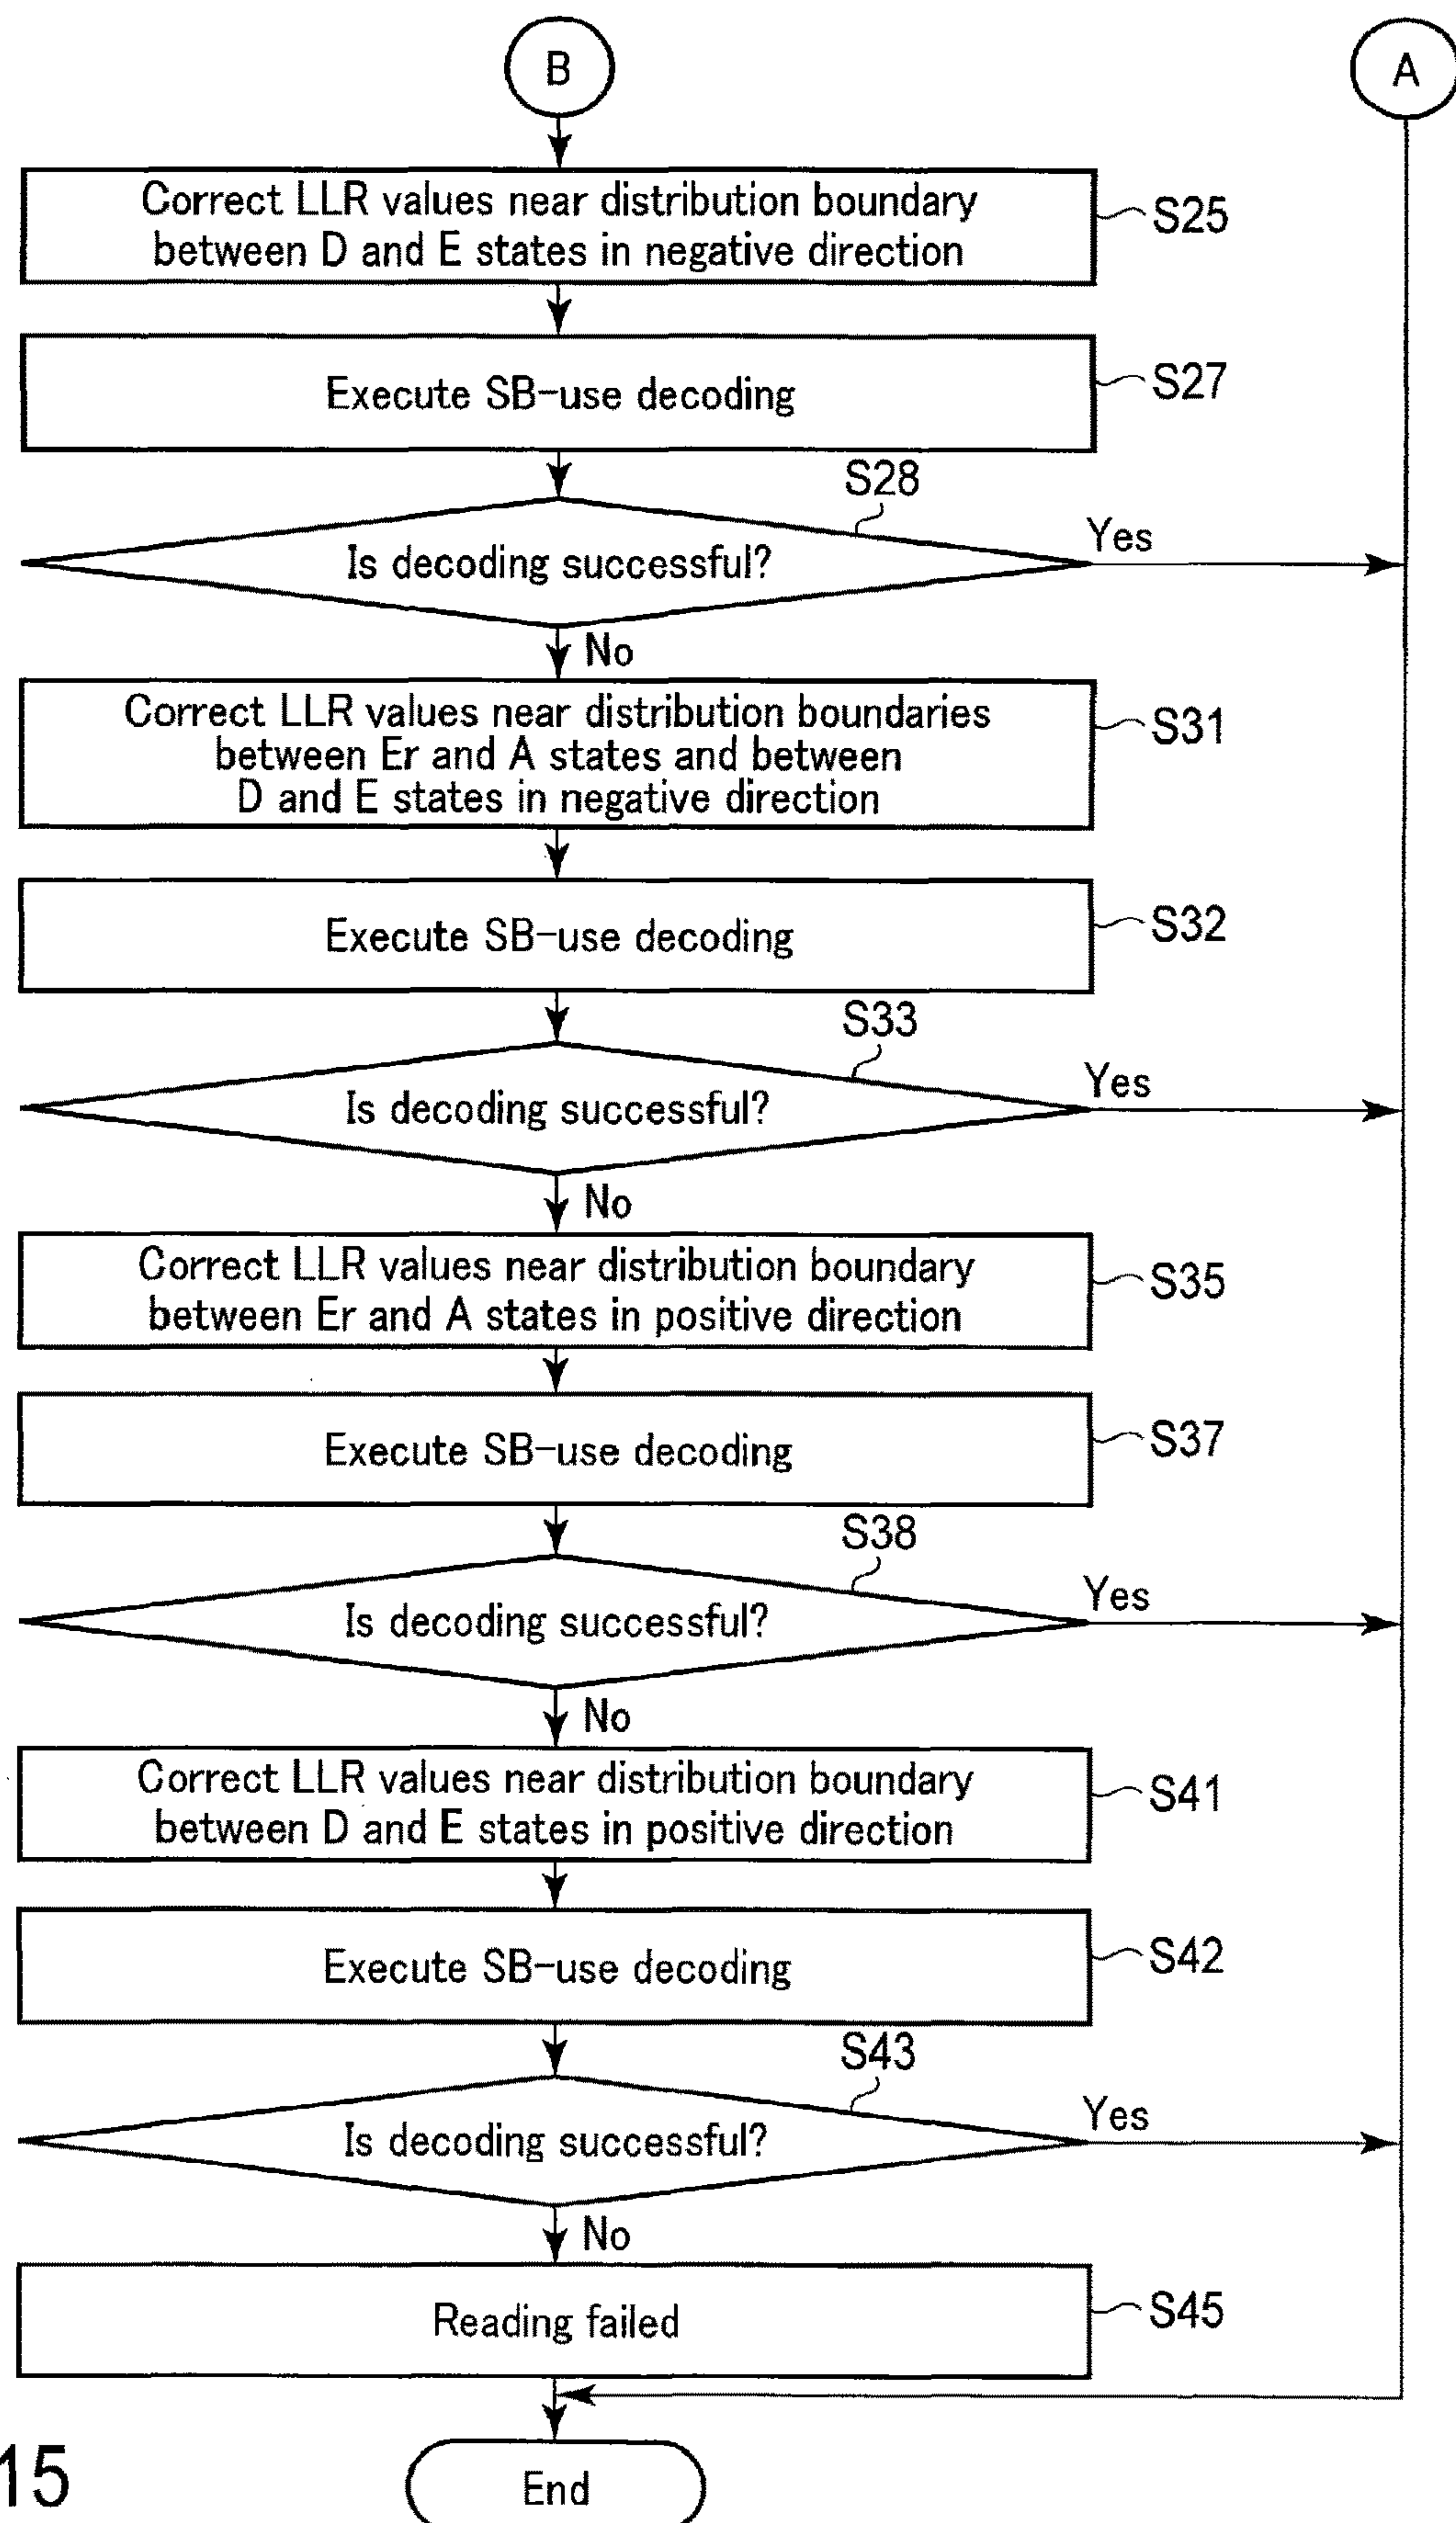 B
A
Correct LLR values near distribution boundary
between D and E states in negative direction
S25
Execute SB-use decoding
S27
S28
Is decoding successful?
Yes
No
Correct LLR values near distribution boundaries
between Er and A states and between
D and E states in negative direction
S31
Execute SB-use decoding
S32
S33
Is decoding successful?
Yes
No
Correct LLR values near distribution boundary
between Er and A states in positive direction
S35
Execute SB-use decoding
S37
S38
Is decoding successful?
Yes
No
Correct LLR values near distribution boundary
between D and E states in positive direction
S41
Execute SB-use decoding
S42
S43
Is decoding successful?
Yes
No
Reading failed
S45
End
15